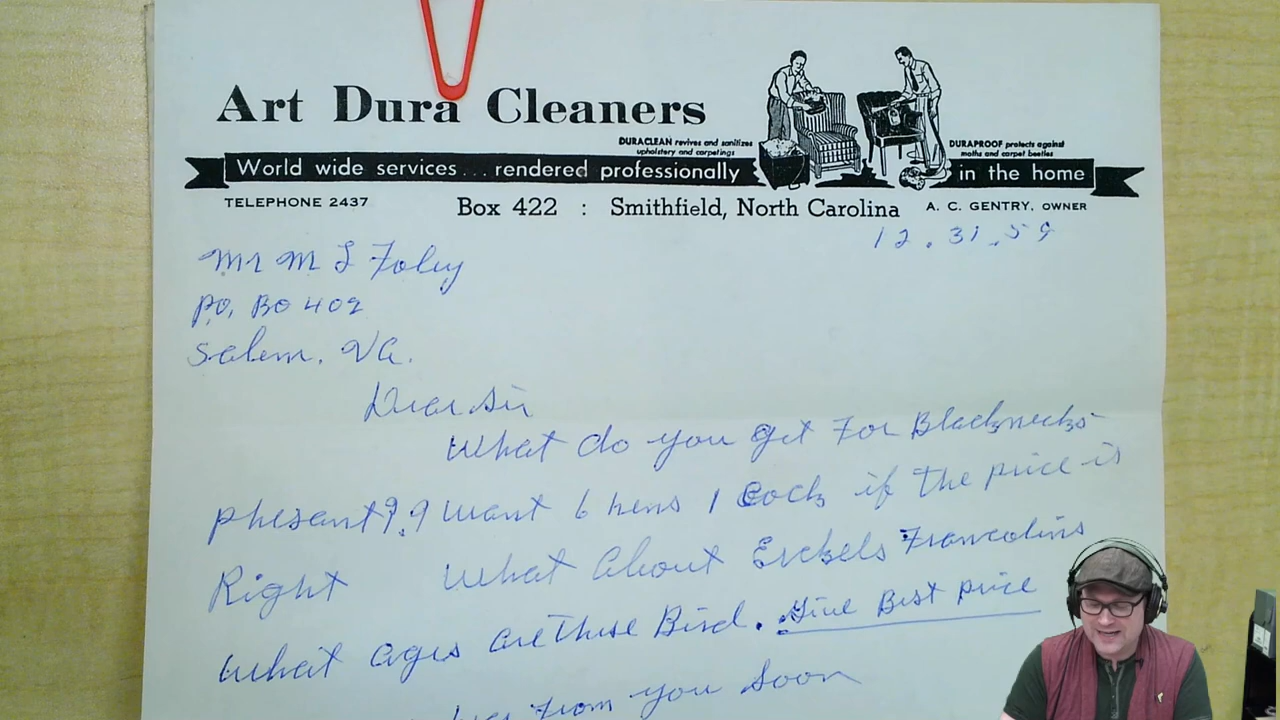 Art Dura Cleaners
DURACLEAN revives and sanitizes
upholstery and carpetings
DURAPROOF protects against
moths and carpet beetles
World wide services... rendered professionally in the home
TELEPHONE 2437 Box 422 : Smithfield, North Carolina A. C. GENTRY, OWNER
12.31.59
Mr M L Foley
PO. BO 402
Salem. Va.
Dear Sir
What do you get For Blacknecks
Phesant?. I want 6 hens 1 Cock if the price is
Right What About Erckels Francolins
What ages are these Bird. Give Best price
hear From you Soon